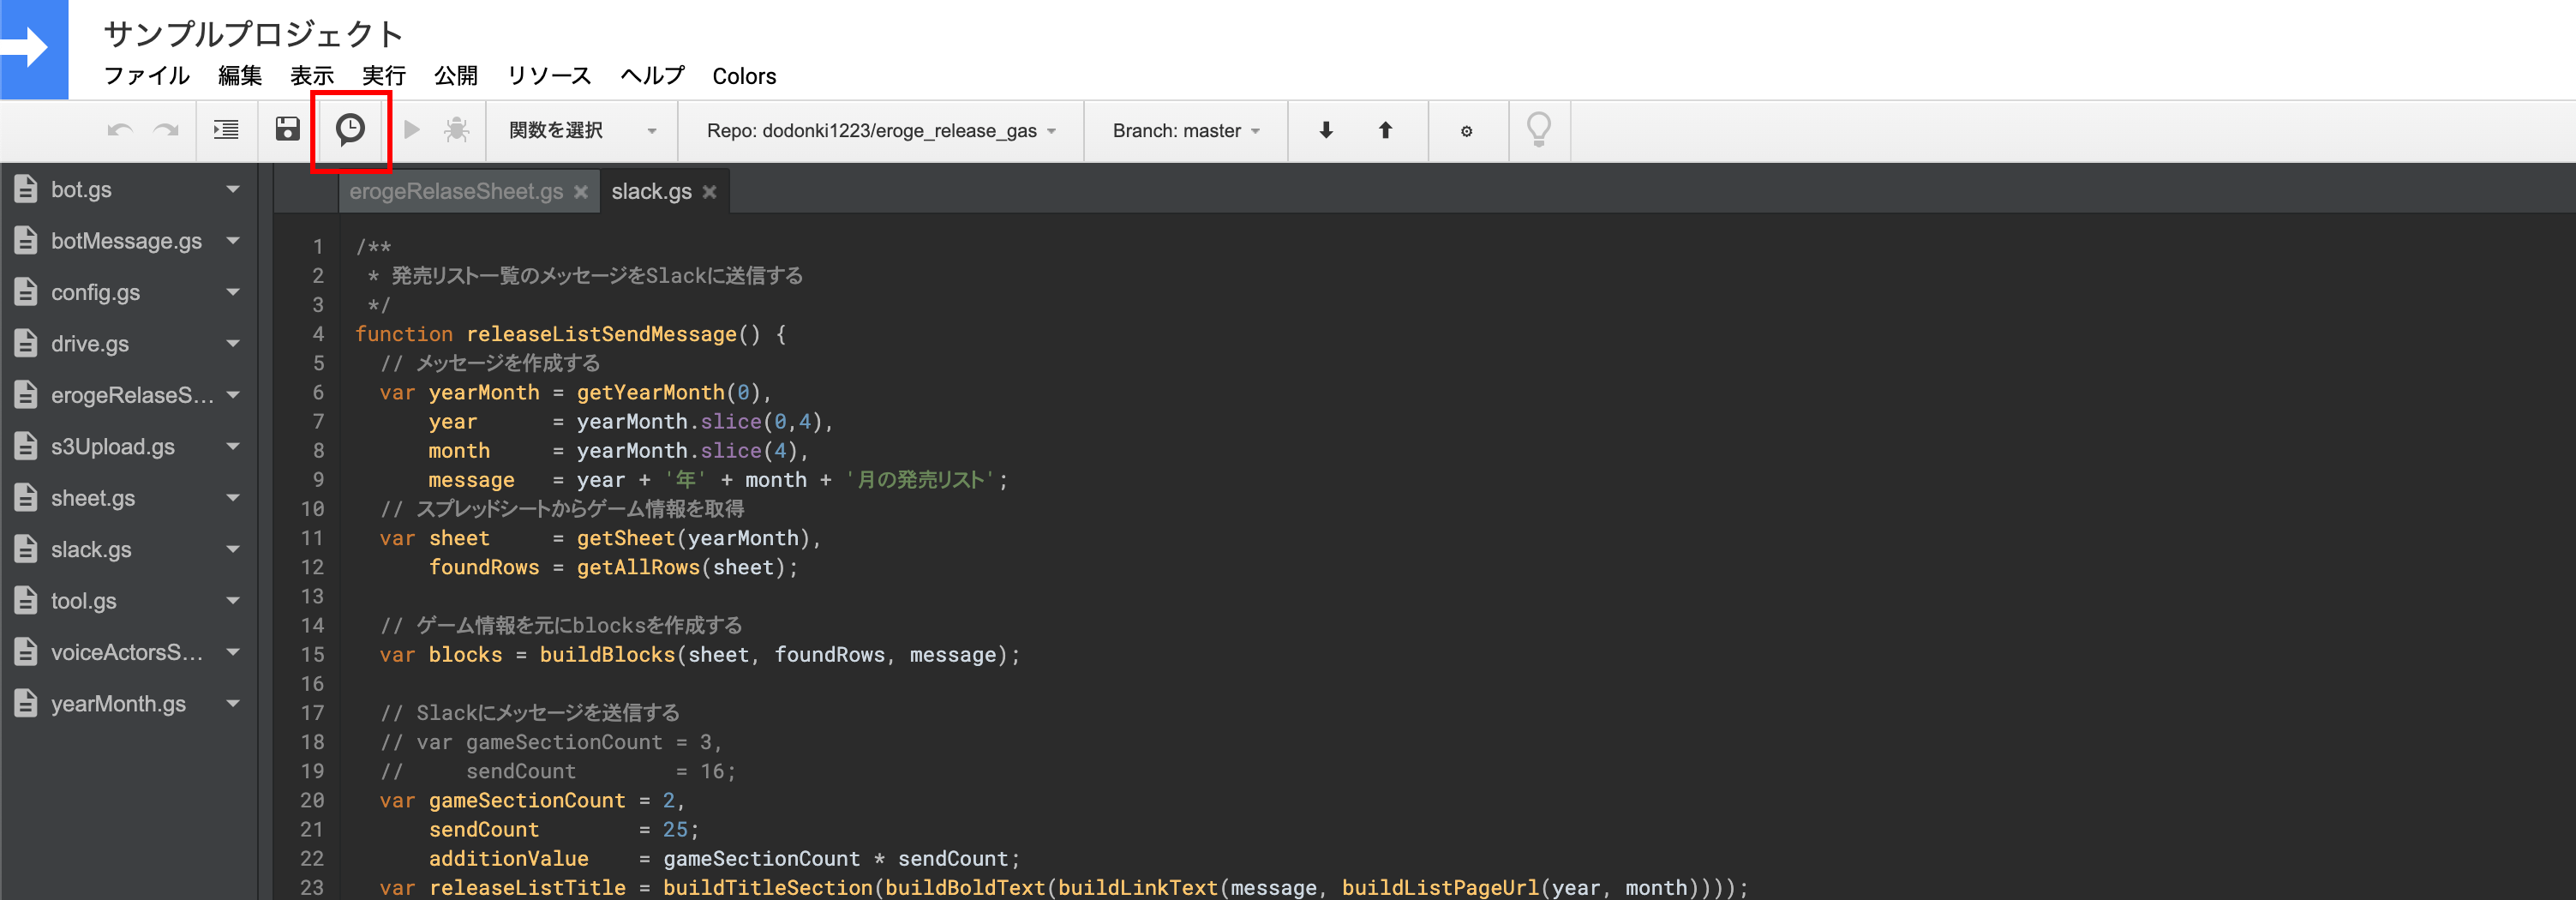 サンプルプロジェクト
ファイル 編集 表示 実行 公開 リソース ヘルプ Colors
関数を選択 Repo: dodonki1223/eroge_release_gas Branch: master
bot.gs
botMessage.gs
config.gs
drive.gs
erogeRelaseS...
s3Upload.gs
sheet.gs
slack.gs
tool.gs
voiceActorsS...
yearMonth.gs
erogeRelaseSheet.gs × slack.gs ×
1 /**
2  * 発売リスト一覧のメッセージをSlackに送信する
3  */
4 function releaseListSendMessage() {
5   // メッセージを作成する
6   var yearMonth = getYearMonth(0),
7       year      = yearMonth.slice(0,4),
8       month     = yearMonth.slice(4),
9       message   = year + '年' + month + '月の発売リスト';
10   // スプレッドシートからゲーム情報を取得
11   var sheet     = getSheet(yearMonth),
12       foundRows = getAllRows(sheet);
13
14   // ゲーム情報を元にblocksを作成する
15   var blocks = buildBlocks(sheet, foundRows, message);
16
17   // Slackにメッセージを送信する
18   // var gameSectionCount = 3,
19   //     sendCount        = 16;
20   var gameSectionCount = 2,
21       sendCount        = 25;
22       additionValue    = gameSectionCount * sendCount;
23   var releaseListTitle = buildTitleSection(buildBoldText(buildLinkText(message, buildListPageUrl(year, month))));